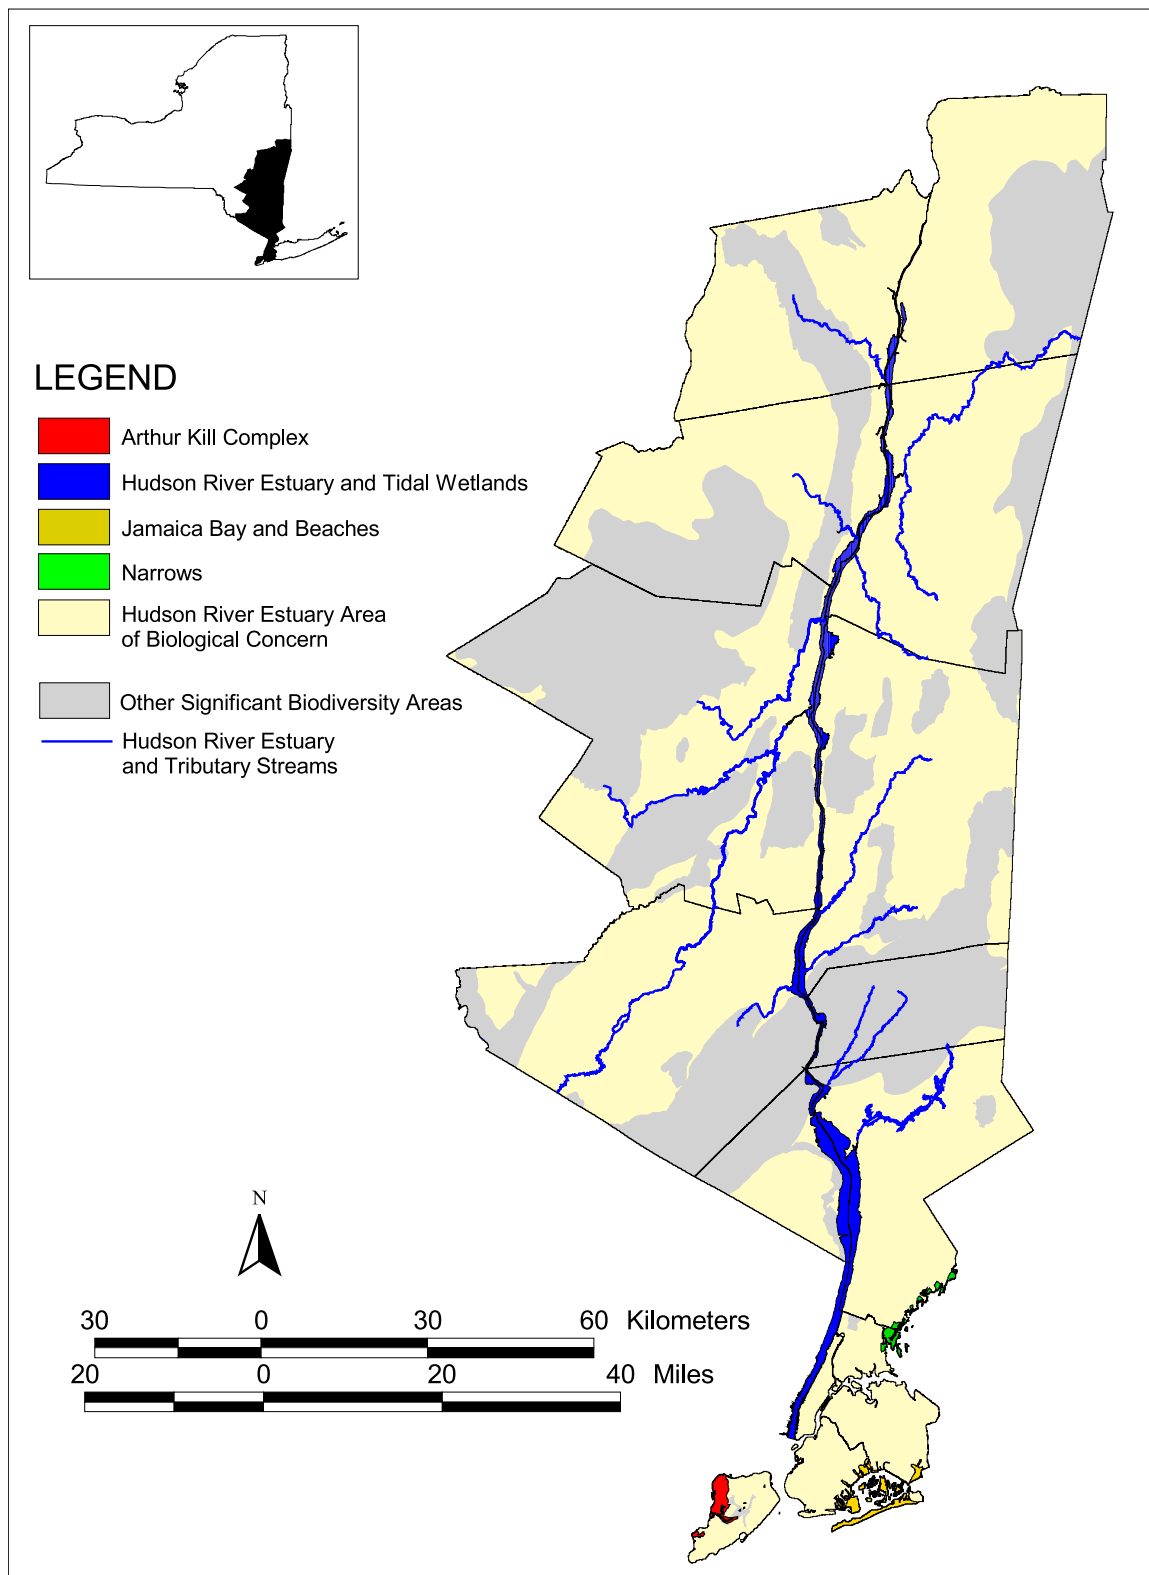 LEGEND
Arthur Kill Complex
Hudson River Estuary and Tidal Wetlands
Jamaica Bay and Beaches
Narrows
Hudson River Estuary Area
of Biological Concern
Other Significant Biodiversity Areas
Hudson River Estuary
and Tributary Streams
N
30 0 30 60 Kilometers
20 0 20 40 Miles